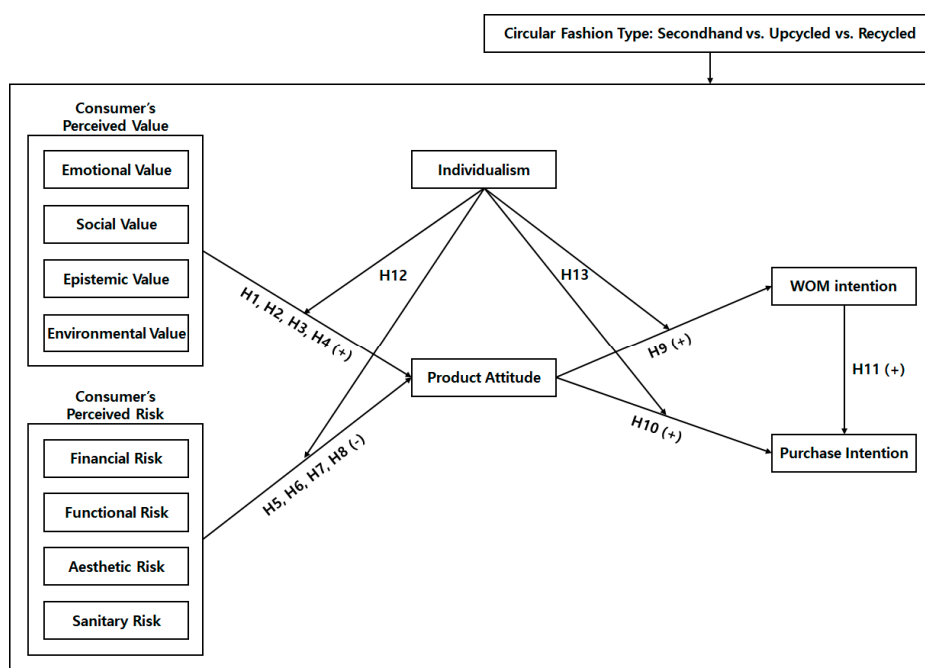 Circular Fashion Type: Secondhand vs. Upcycled vs. Recycled
Consumer's
Perceived Value
Emotional Value
Social Value
Epistemic Value
Environmental Value
Individualism
H12
H13
H1, H2, H3, H4 (+)
Product Attitude
H9 (+)
H10 (+)
WOM intention
H11 (+)
Purchase Intention
Consumer's
Perceived Risk
Financial Risk
Functional Risk
Aesthetic Risk
Sanitary Risk
H5, H6, H7, H8 (-)